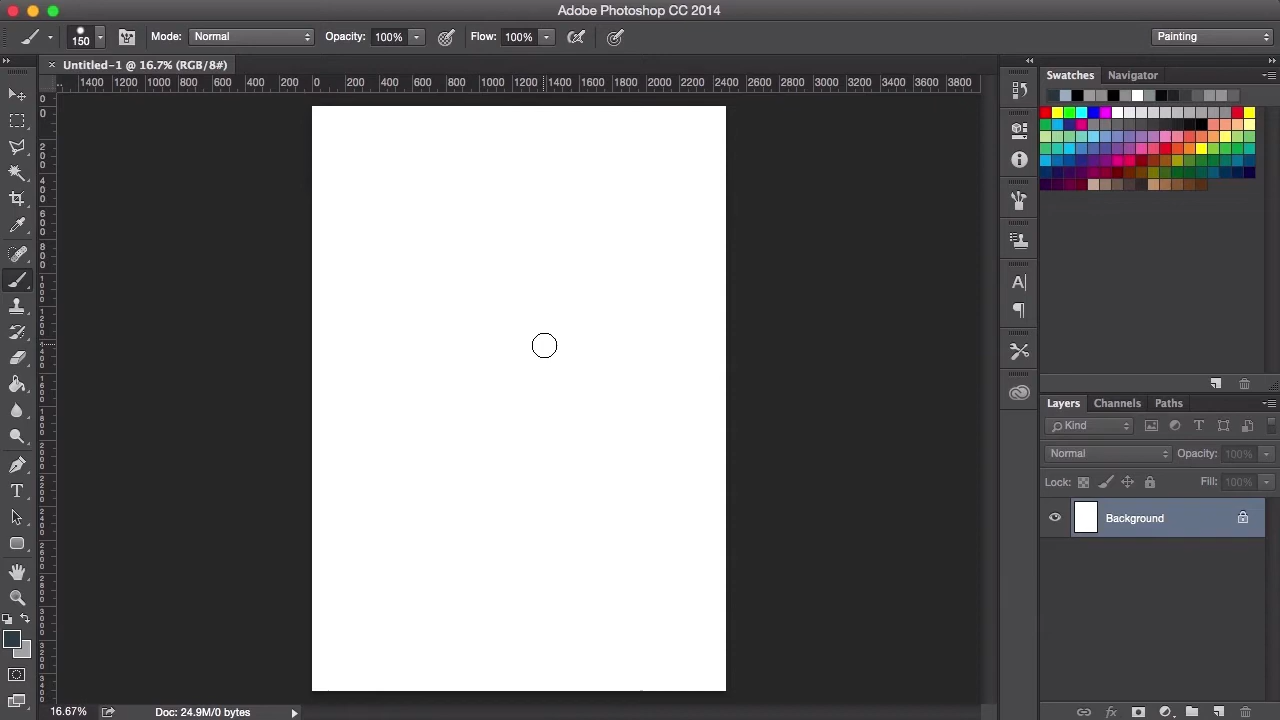 Adobe Photoshop CC 2014
150 Mode: Normal Opacity: 100% Flow: 100% Painting
× Untitled-1 @ 16.7% (RGB/8#)
1400 1200 1000 800 600 400 200 0 200 400 600 800 1000 1200 1400 1600 1800 2000 2200 2400 2600 2800 3000 3200 3400 3600 3800
Swatches Navigator
Layers Channels Paths
Kind
Normal Opacity: 100%
Lock: Fill: 100%
Background
16.67% Doc: 24.9M/0 bytes